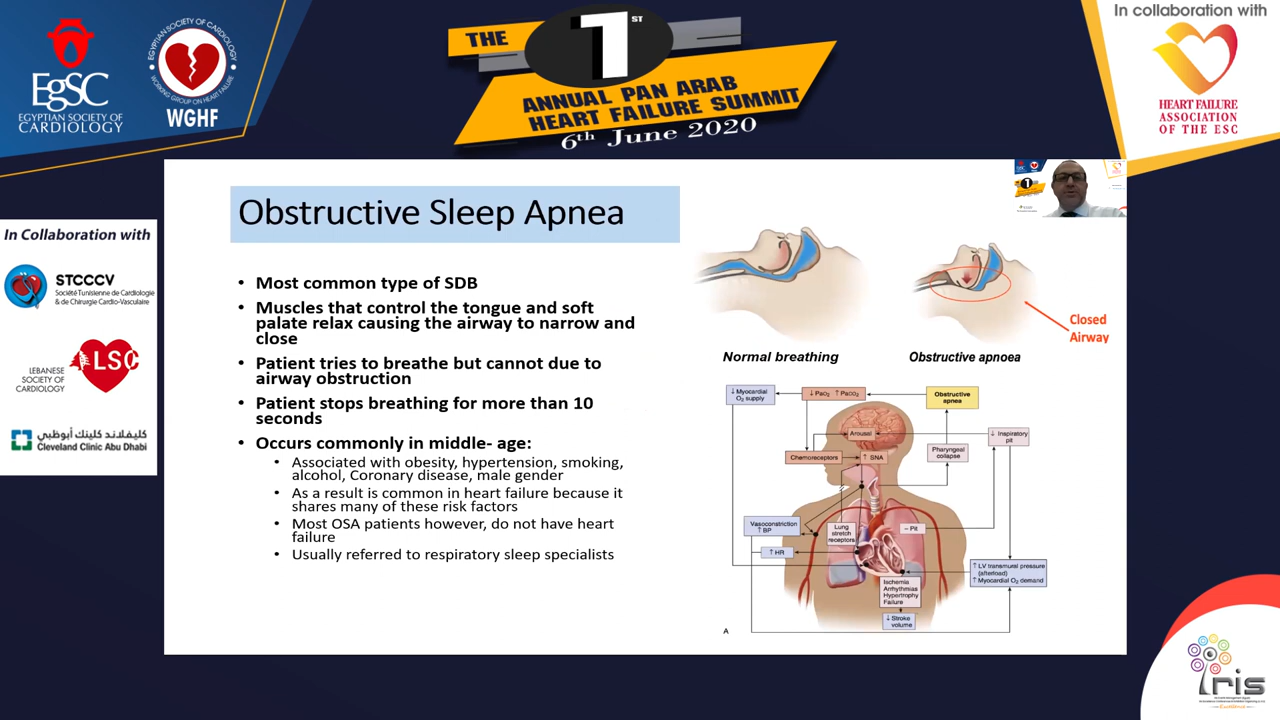 EgSC
EGYPTIAN SOCIETY OF
CARDIOLOGY
EGYPTIAN SOCIETY OF CARDIOLOGY
WORKING GROUP ON HEART FAILURE
WGHF
THE 1ST
ANNUAL PAN ARAB
HEART FAILURE SUMMIT
6th June 2020
In collaboration with
HEART FAILURE
ASSOCIATION
OF THE ESC
In Collaboration with
STCCCV
Société Tunisienne de Cardiologie
& de Chirurgie Cardio-Vasculaire
LEBANESE
SOCIETY OF
CARDIOLOGY
LSC
كليفلاند كلينك أبوظبي
Cleveland Clinic Abu Dhabi
Obstructive Sleep Apnea
• Most common type of SDB
• Muscles that control the tongue and soft
palate relax causing the airway to narrow and
close
• Patient tries to breathe but cannot due to
airway obstruction
• Patient stops breathing for more than 10
seconds
• Occurs commonly in middle- age:
• Associated with obesity, hypertension, smoking,
alcohol, Coronary disease, male gender
• As a result is common in heart failure because it
shares many of these risk factors
• Most OSA patients however, do not have heart
failure
• Usually referred to respiratory sleep specialists
Closed
Airway
Normal breathing
Obstructive apnoea
↓ Myocardial
O₂ supply
↓ PaO₂ ↑ PaCO₂
Obstructive
apnea
Arousal
↓ Inspiratory
pit
Chemoreceptors
↑ SNA
Pharyngeal
collapse
Vasoconstriction
↑ BP
Lung
stretch
receptors
– Pit
↑ HR
↑ LV transmural pressure
(afterload)
↑ Myocardial O₂ demand
Ischemia
Arrhythmias
Hypertrophy
Failure
↓ Stroke
volume
A
iris